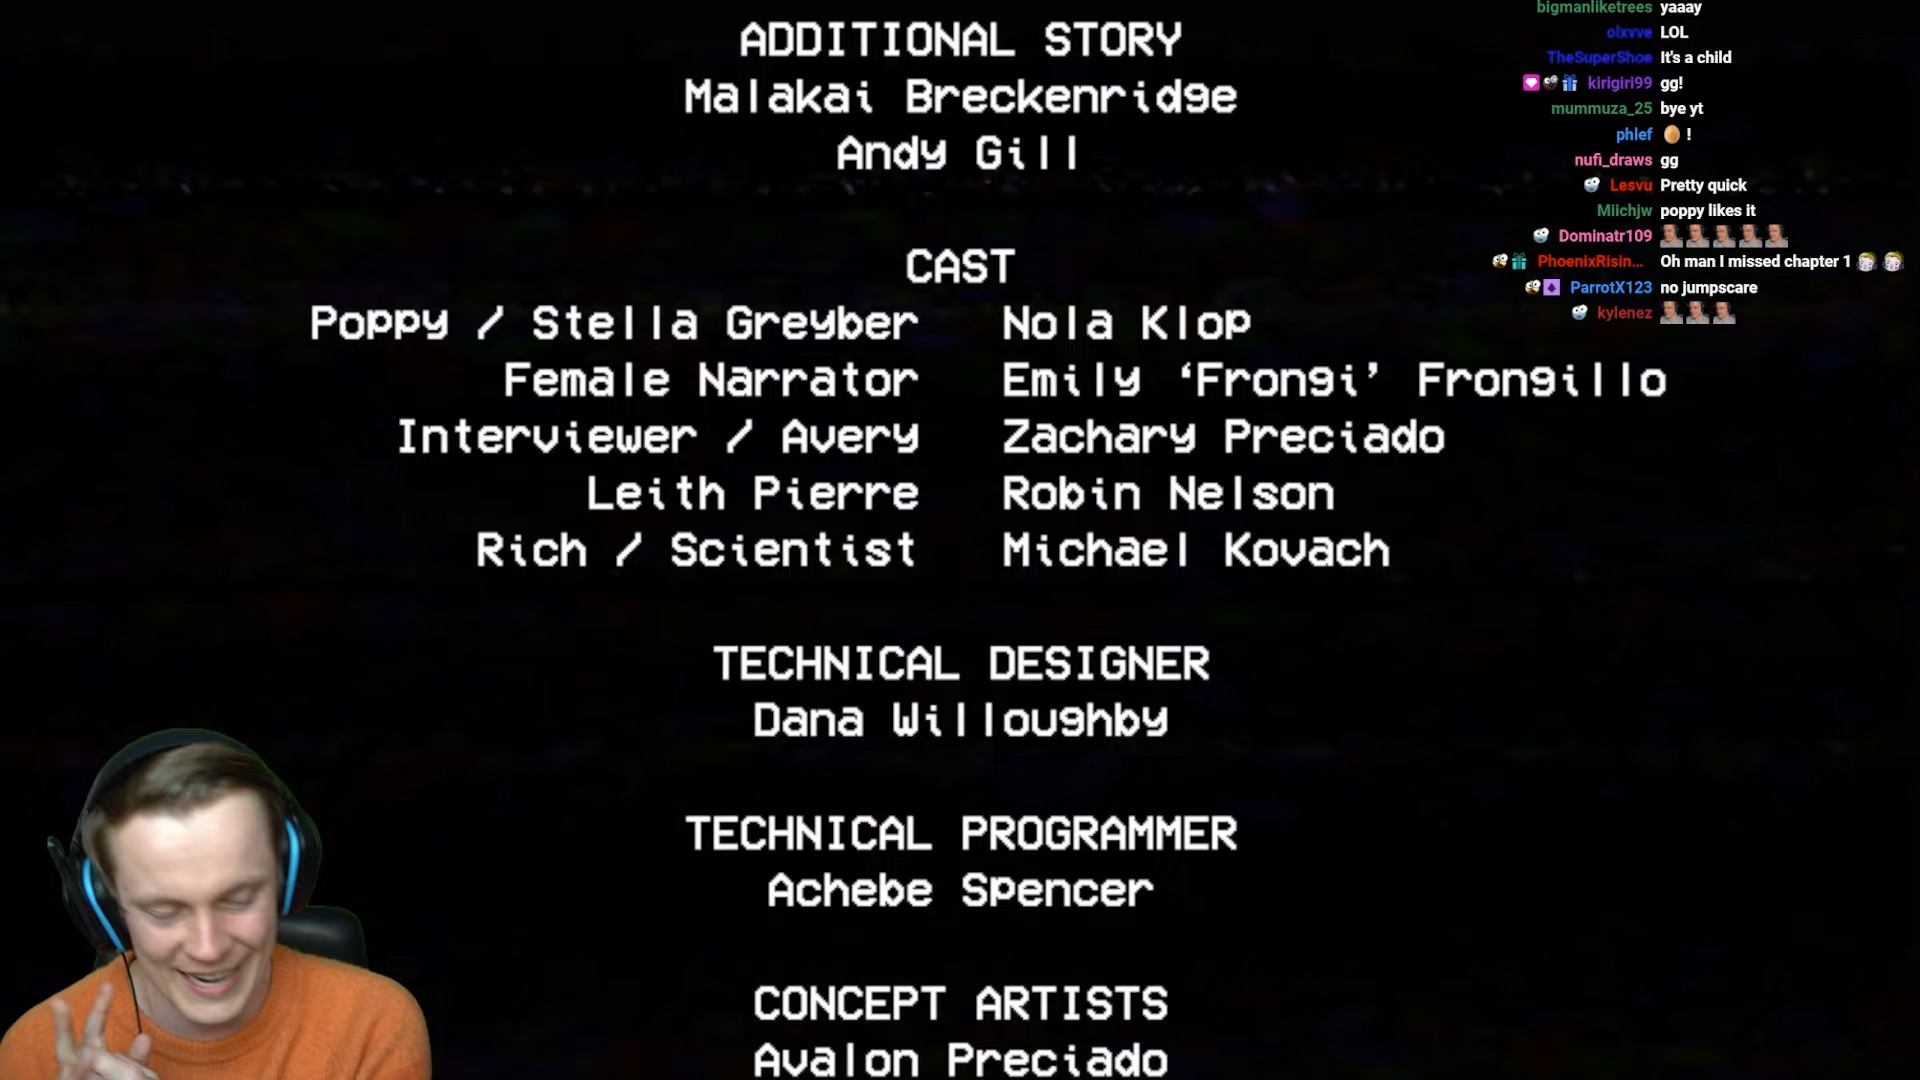 ADDITIONAL STORY
Malakai Breckenridge
Andy Gill
CAST
Poppy / Stella Greyber Nola Klop
Female Narrator Emily ‘Frongi’ Frongillo
Interviewer / Avery Zachary Preciado
Leith Pierre Robin Nelson
Rich / Scientist Michael Kovach
TECHNICAL DESIGNER
Dana Willoughby
TECHNICAL PROGRAMMER
Achebe Spencer
CONCEPT ARTISTS
Avalon Preciado
bigmanliketrees yaaay
olxvve LOL
TheSuperShoe It's a child
kirigiri99 gg!
mummuza_25 bye yt
phlef !
nufi_draws gg
Lesvu Pretty quick
Miichjw poppy likes it
Dominatr109
PhoenixRisin... Oh man I missed chapter 1
ParrotX123 no jumpscare
kylenez